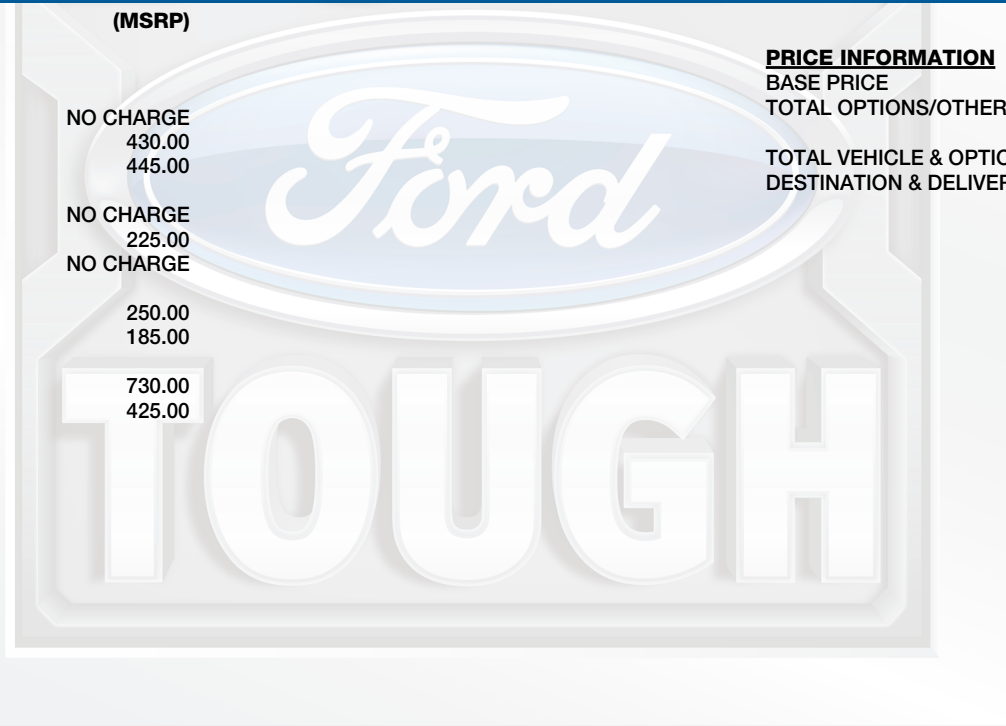 (MSRP)
NO CHARGE
430.00
445.00
NO CHARGE
225.00
NO CHARGE
250.00
185.00
730.00
425.00
PRICE INFORMATION
BASE PRICE
TOTAL OPTIONS/OTHER
TOTAL VEHICLE & OPTIO
DESTINATION & DELIVER
Ford
TOUGH